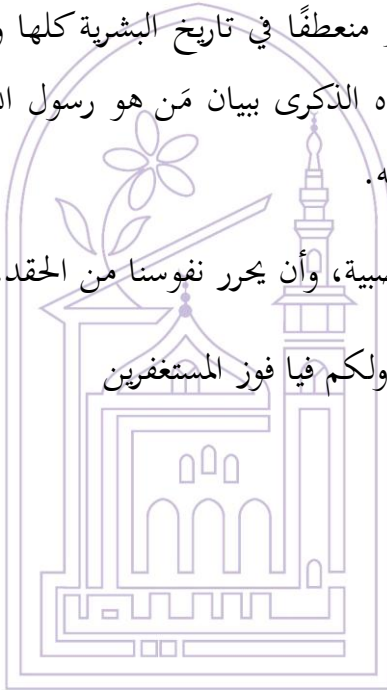 منعطفًا في تاريخ البشرية كلها و
الذكرى ببيان مَن هو رسول ال
صبية، وأن يحرر نفوسنا من الحقد
ولكم فيا فوز المستغفرين